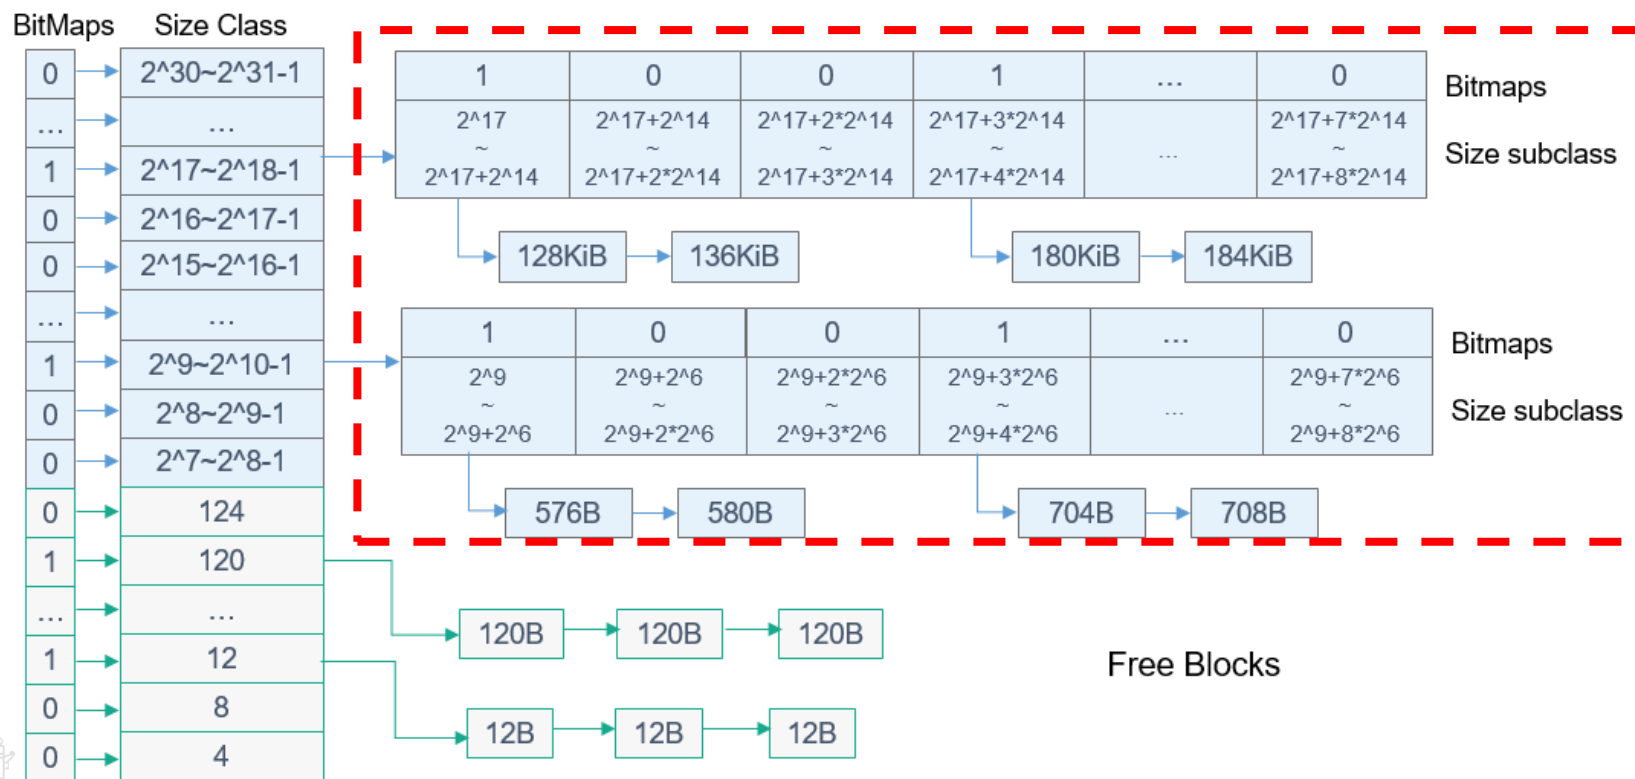 BitMaps Size Class
0 2^30~2^31-1
... ...
1 2^17~2^18-1
0 2^16~2^17-1
0 2^15~2^16-1
... ...
1 2^9~2^10-1
0 2^8~2^9-1
0 2^7~2^8-1
0 124
1 120
... ...
1 12
0 8
0 4
1 0 0 1 ... 0 Bitmaps
2^17 2^17+2^14 2^17+2*2^14 2^17+3*2^14 2^17+7*2^14
~ ~ ~ ~ ... ~ Size subclass
2^17+2^14 2^17+2*2^14 2^17+3*2^14 2^17+4*2^14 2^17+8*2^14
128KiB 136KiB 180KiB 184KiB
1 0 0 1 ... 0 Bitmaps
2^9 2^9+2^6 2^9+2*2^6 2^9+3*2^6 2^9+7*2^6
~ ~ ~ ~ ... ~ Size subclass
2^9+2^6 2^9+2*2^6 2^9+3*2^6 2^9+4*2^6 2^9+8*2^6
576B 580B 704B 708B
120B 120B 120B
Free Blocks
12B 12B 12B